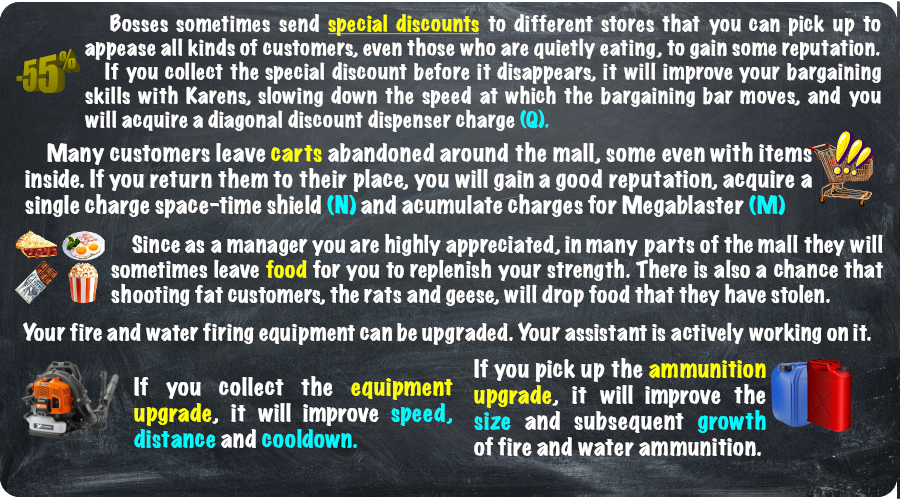 Bosses sometimes send special discounts to different stores that you can pick up to
-55%
appease all kinds of customers, even those who are quietly eating, to gain some reputation.
If you collect the special discount before it disappears, it will improve your bargaining
skills with Karens, slowing down the speed at which the bargaining bar moves, and you
will acquire a diagonal discount dispenser charge (Q).
Many customers leave carts abandoned around the mall, some even with items
!!!
inside. If you return them to their place, you will gain a good reputation, acquire a
single charge space-time shield (N) and acumulate charges for Megablaster (M)
Since as a manager you are highly appreciated, in many parts of the mall they will
sometimes leave food for you to replenish your strength. There is also a chance that
shooting fat customers, the rats and geese, will drop food that they have stolen.
Your fire and water firing equipment can be upgraded. Your assistant is actively working on it.
If you collect the equipment
upgrade, it will improve speed,
distance and cooldown.
If you pick up the ammunition
upgrade, it will improve the
size and subsequent growth
of fire and water ammunition.